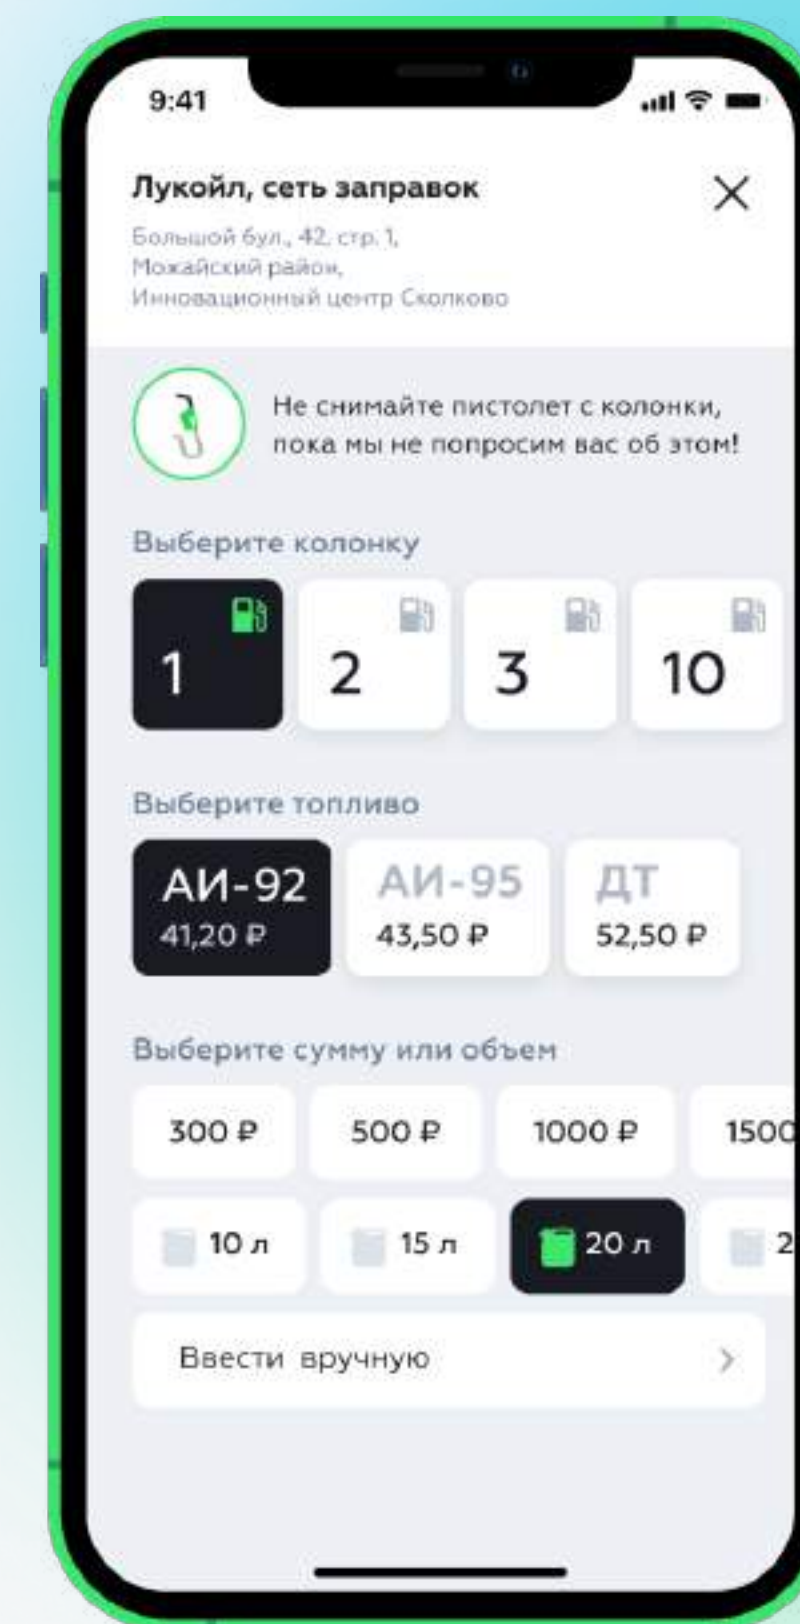 9:41
Лукойл, сеть заправок
Большой бул., 42, стр. 1,
Можайский район,
Инновационный центр Сколково
Не снимайте пистолет с колонки,
пока мы не попросим вас об этом!
Выберите колонку
1 2 3 10
Выберите топливо
АИ-92 АИ-95 ДТ
41,20 ₽ 43,50 ₽ 52,50 ₽
Выберите сумму или объем
300 ₽ 500 ₽ 1000 ₽ 1500
10 л 15 л 20 л 2
Ввести вручную